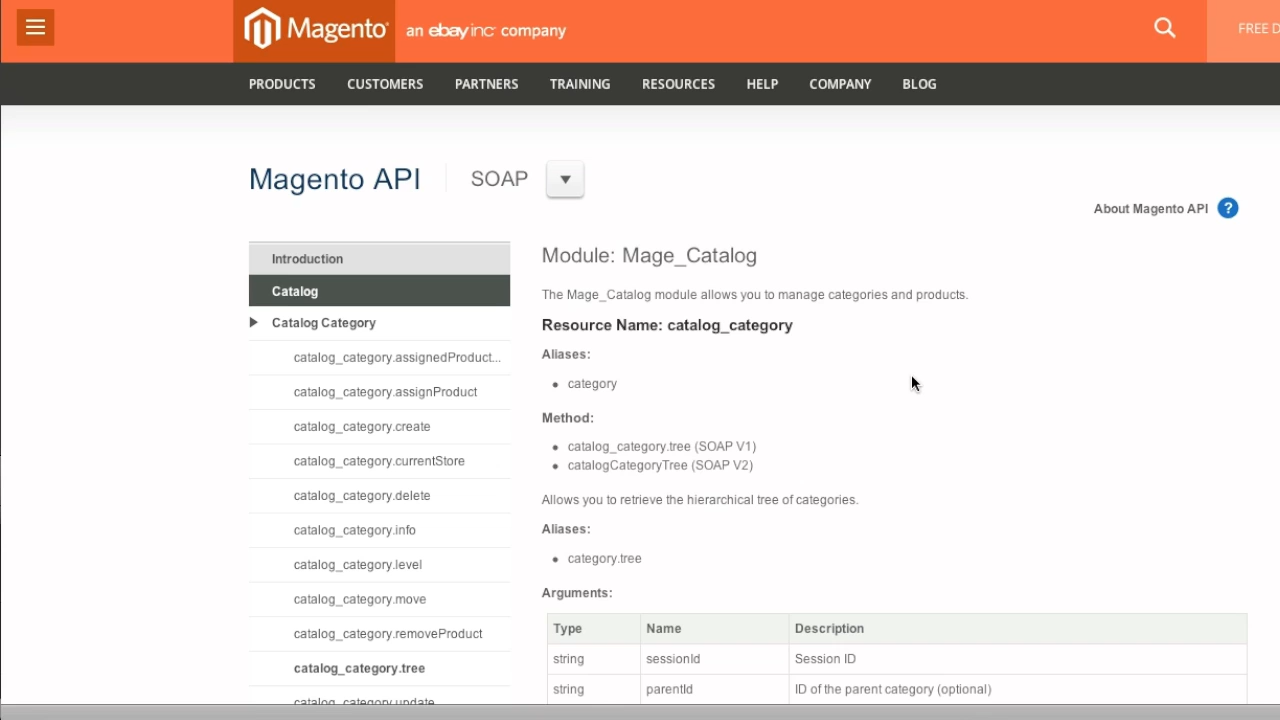 Magento®
an ebay inc company
FREE D
PRODUCTS CUSTOMERS PARTNERS TRAINING RESOURCES HELP COMPANY BLOG
Magento API SOAP
About Magento API ?
Introduction
Catalog
Catalog Category
catalog_category.assignedProduct...
catalog_category.assignProduct
catalog_category.create
catalog_category.currentStore
catalog_category.delete
catalog_category.info
catalog_category.level
catalog_category.move
catalog_category.removeProduct
catalog_category.tree
catalog_category.update
Module: Mage_Catalog
The Mage_Catalog module allows you to manage categories and products.
Resource Name: catalog_category
Aliases:
• category
Method:
• catalog_category.tree (SOAP V1)
• catalogCategoryTree (SOAP V2)
Allows you to retrieve the hierarchical tree of categories.
Aliases:
• category.tree
Arguments:
Type Name Description
string sessionId Session ID
string parentId ID of the parent category (optional)